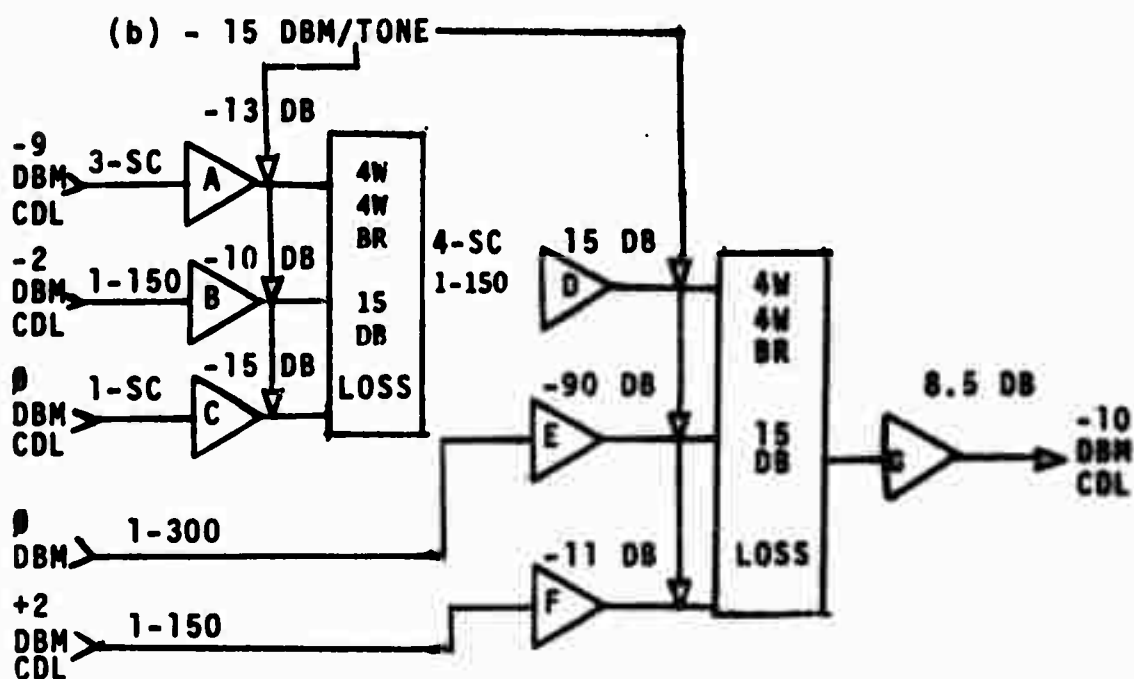 (b) - 15 DBM/TONE
-13 DB
-9
DBM
CDL
3-SC
A
-2
DBM
CDL
1-150
-10 DB
B
Ø
DBM
CDL
1-SC
-15 DB
C
4W
4W
BR
15
DB
LOSS
4-SC
1-150
15 DB
D
-90 DB
E
Ø
DBM
1-300
-11 DB
F
+2
DBM
CDL
1-150
4W
4W
BR
15
DB
LOSS
8.5 DB
G
-10
DBM
CDL